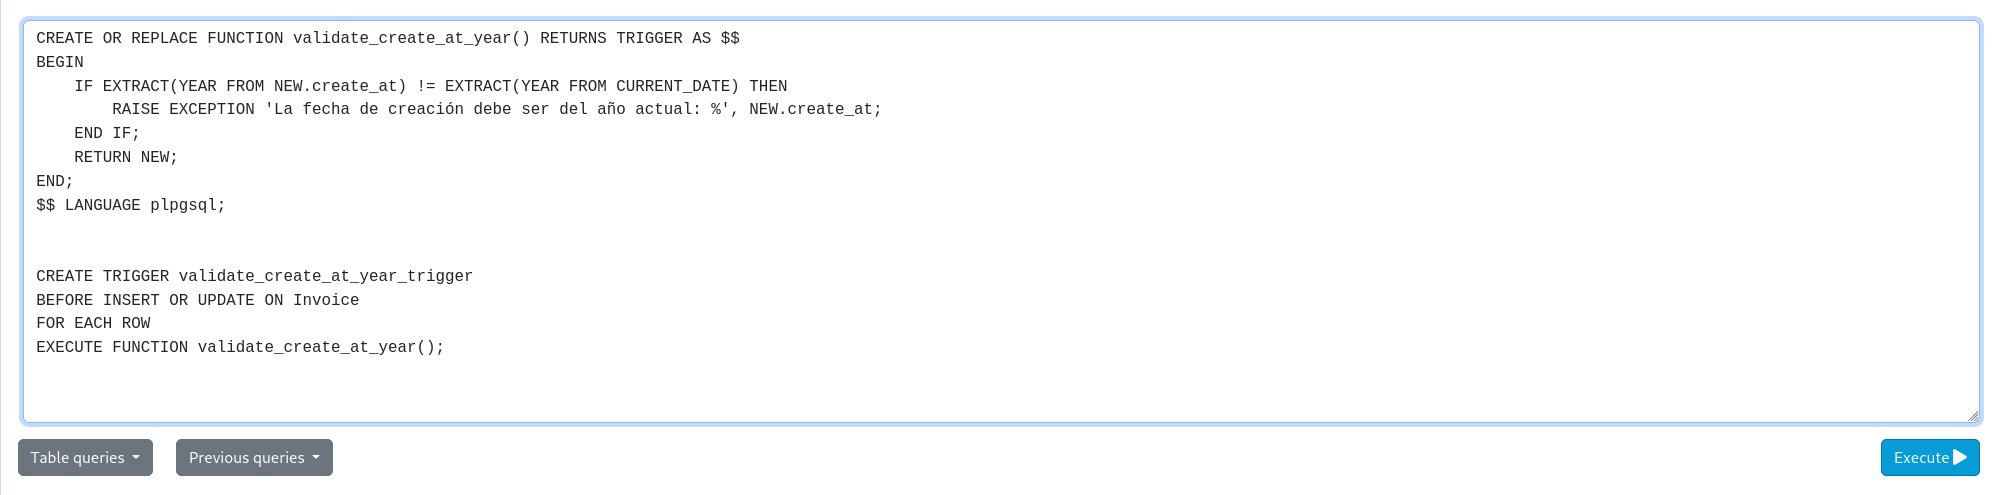 CREATE OR REPLACE FUNCTION validate_create_at_year() RETURNS TRIGGER AS $$
BEGIN
    IF EXTRACT(YEAR FROM NEW.create_at) != EXTRACT(YEAR FROM CURRENT_DATE) THEN
        RAISE EXCEPTION 'La fecha de creación debe ser del año actual: %', NEW.create_at;
    END IF;
    RETURN NEW;
END;
$$ LANGUAGE plpgsql;
CREATE TRIGGER validate_create_at_year_trigger
BEFORE INSERT OR UPDATE ON Invoice
FOR EACH ROW
EXECUTE FUNCTION validate_create_at_year();
Table queries Previous queries Execute